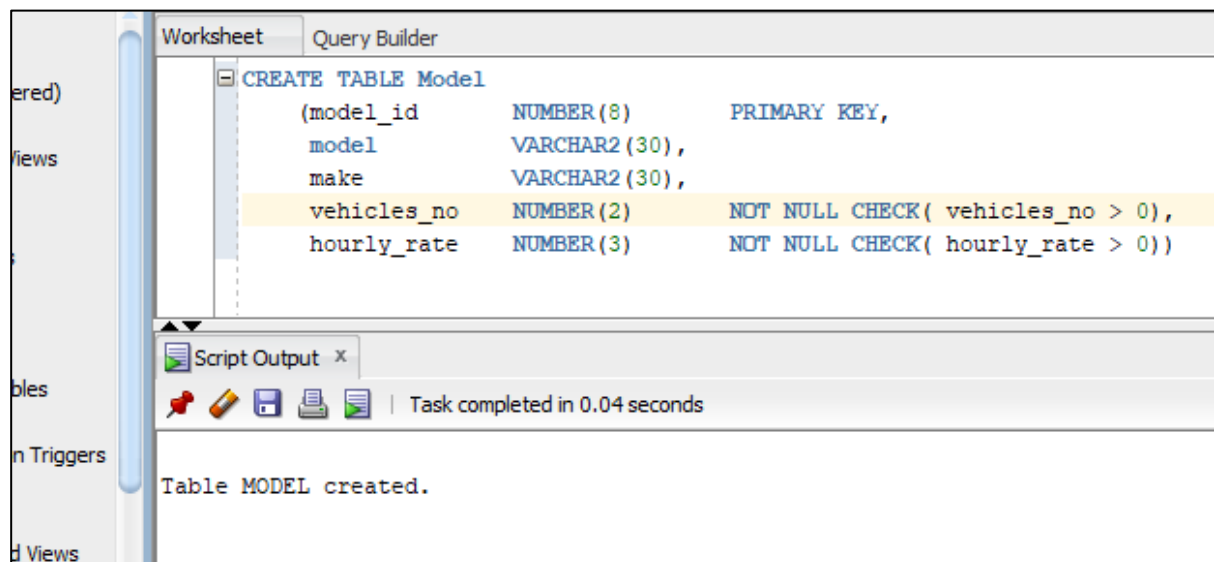 ered)
Views
bles
n Triggers
d Views
Worksheet Query Builder
CREATE TABLE Model
(model_id NUMBER(8) PRIMARY KEY,
model VARCHAR2(30),
make VARCHAR2(30),
vehicles_no NUMBER(2) NOT NULL CHECK( vehicles_no > 0),
hourly_rate NUMBER(3) NOT NULL CHECK( hourly_rate > 0))
Script Output x
Task completed in 0.04 seconds
Table MODEL created.